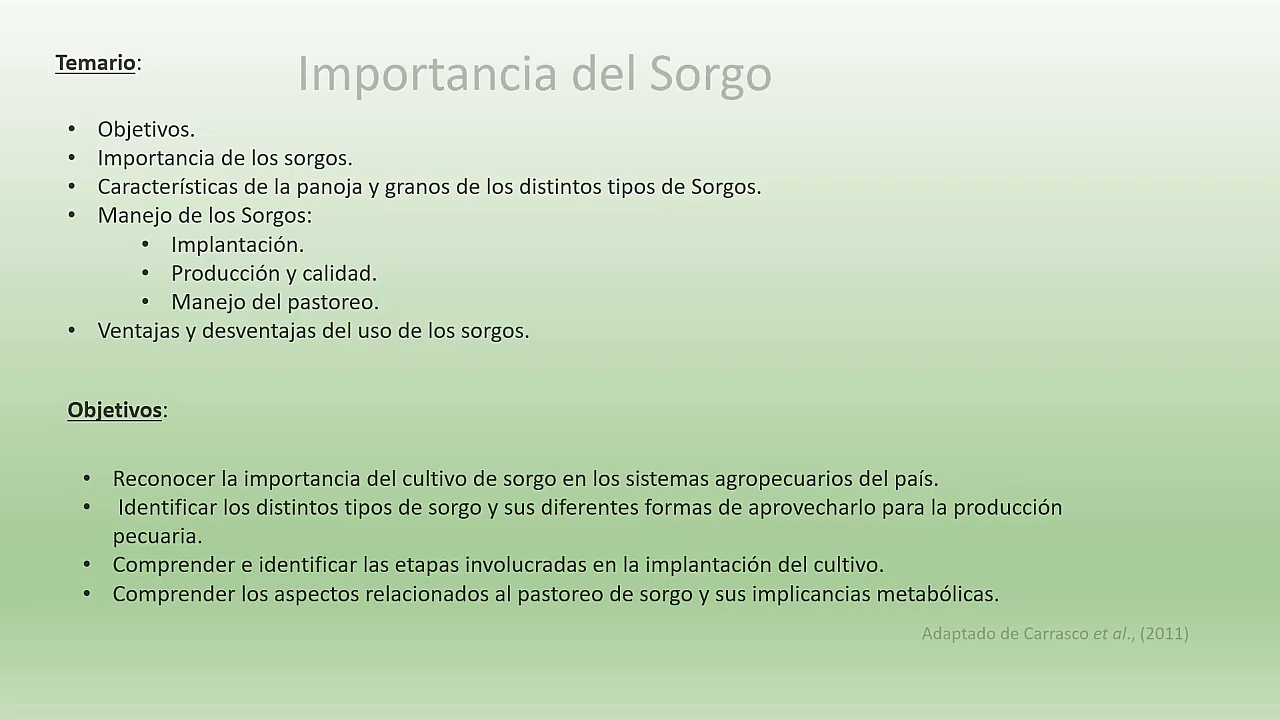 Temario:
Importancia del Sorgo
• Objetivos.
• Importancia de los sorgos.
• Características de la panoja y granos de los distintos tipos de Sorgos.
• Manejo de los Sorgos:
• Implantación.
• Producción y calidad.
• Manejo del pastoreo.
• Ventajas y desventajas del uso de los sorgos.
Objetivos:
• Reconocer la importancia del cultivo de sorgo en los sistemas agropecuarios del país.
• Identificar los distintos tipos de sorgo y sus diferentes formas de aprovecharlo para la producción
pecuaria.
• Comprender e identificar las etapas involucradas en la implantación del cultivo.
• Comprender los aspectos relacionados al pastoreo de sorgo y sus implicancias metabólicas.
Adaptado de Carrasco et al., (2011)